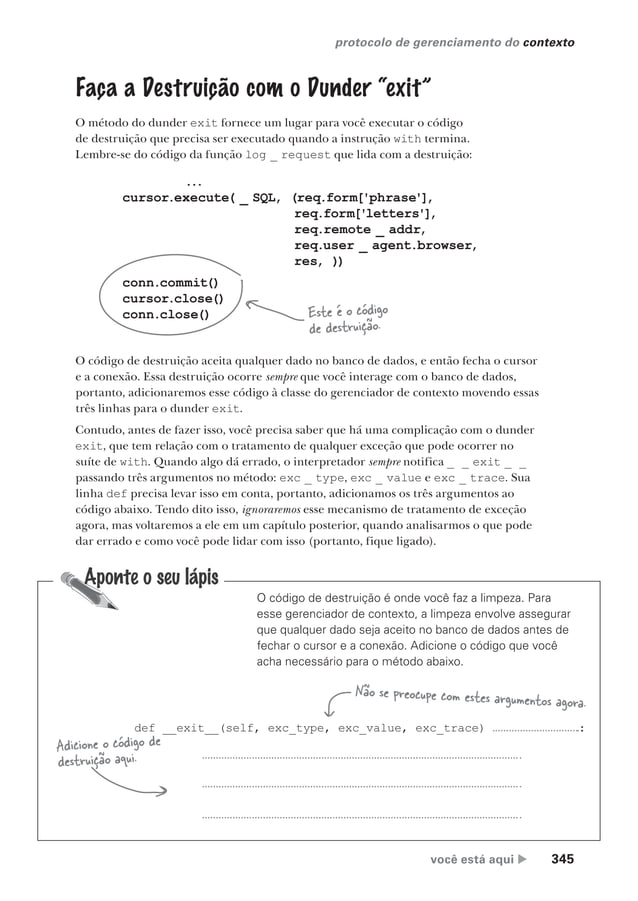 protocolo de gerenciamento do contexto
Faça a Destruição com o Dunder “exit”
O método do dunder exit fornece um lugar para você executar o código
de destruição que precisa ser executado quando a instrução with termina.
Lembre-se do código da função log _ request que lida com a destruição:
...
cursor.execute( _ SQL, (req.form['phrase'],
req.form['letters'],
req.remote _ addr,
req.user _ agent.browser,
res, ))
conn.commit()
cursor.close()
conn.close()
Este é o código
de destruição.
O código de destruição aceita qualquer dado no banco de dados, e então fecha o cursor
e a conexão. Essa destruição ocorre sempre que você interage com o banco de dados,
portanto, adicionaremos esse código à classe do gerenciador de contexto movendo essas
três linhas para o dunder exit.
Contudo, antes de fazer isso, você precisa saber que há uma complicação com o dunder
exit, que tem relação com o tratamento de qualquer exceção que pode ocorrer no
suíte de with. Quando algo dá errado, o interpretador sempre notifica _ _ exit _ _
passando três argumentos no método: exc _ type, exc _ value e exc _ trace. Sua
linha def precisa levar isso em conta, portanto, adicionamos os três argumentos ao
código abaixo. Tendo dito isso, ignoraremos esse mecanismo de tratamento de exceção
agora, mas voltaremos a ele em um capítulo posterior, quando analisarmos o que pode
dar errado e como você pode lidar com isso (portanto, fique ligado).
Aponte o seu lápis
O código de destruição é onde você faz a limpeza. Para
esse gerenciador de contexto, a limpeza envolve assegurar
que qualquer dado seja aceito no banco de dados antes de
fechar o cursor e a conexão. Adicione o código que você
acha necessário para o método abaixo.
Não se preocupe com estes argumentos agora.
def __exit__(self, exc_type, exc_value, exc_trace) ................................:
Adicione o código de
destruição aqui.
você está aqui ▶ 345